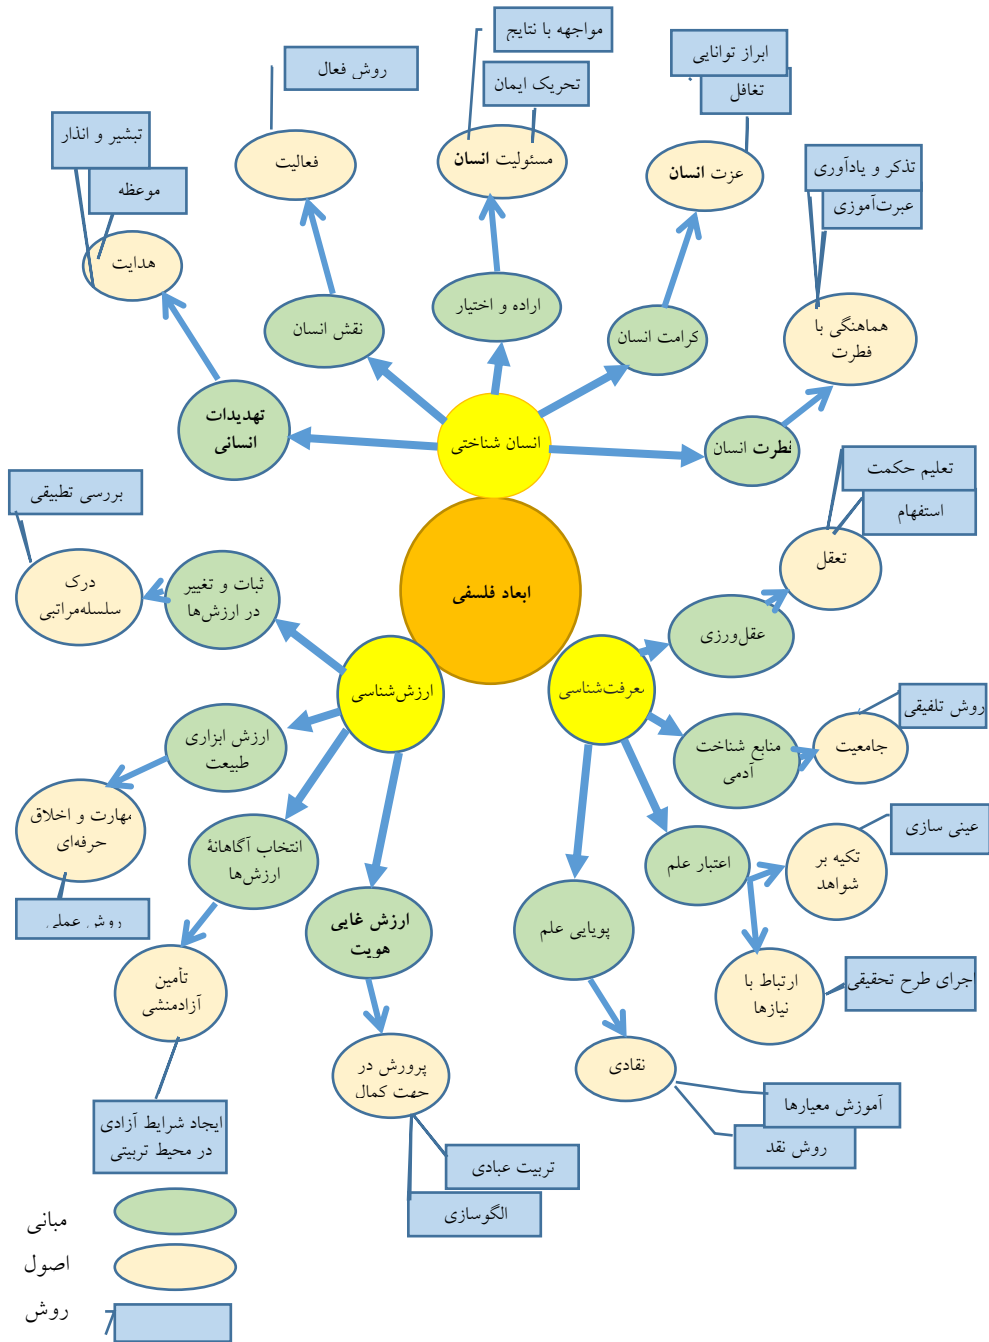 مواجهه با نتایج
ابراز توانایی
روش فعال
تحریک ایمان
تغافل
تبشیر و انذار
موعظه
فعالیت
مسئولیت انسان
عزت انسان
تذکر و یادآوری
عبرت‌آموزی
هدایت
نقش انسان
اراده و اختیار
کرامت انسان
هماهنگی با
فطرت
تهدیدات
انسانی
انسان شناختی
فطرت انسان
بررسی تطبیقی
تعلیم حکمت
استفهام
درک
سلسله‌مراتبی
ثبات و تغییر
در ارزش‌ها
ابعاد فلسفی
تعقل
عقل‌ورزی
ارزش‌شناسی
معرفت‌شناسی
روش تلفیقی
ارزش ابزاری
طبیعت
منابع شناخت
آدمی
جامعیت
مهارت و اخلاق
حرفه‌ای
انتخاب آگاهانهٔ
ارزش‌ها
اعتبار علم
تکیه بر
شواهد
عینی سازی
روش عملی
ارزش غایی
هویت
پویایی علم
تأمین
آزادمنشی
ارتباط با
نیازها
اجرای طرح تحقیقی
پرورش در
جهت کمال
نقادی
آموزش معیارها
روش نقد
ایجاد شرایط آزادی
در محیط تربیتی
تربیت عبادی
الگوسازی
مبانی
اصول
روش